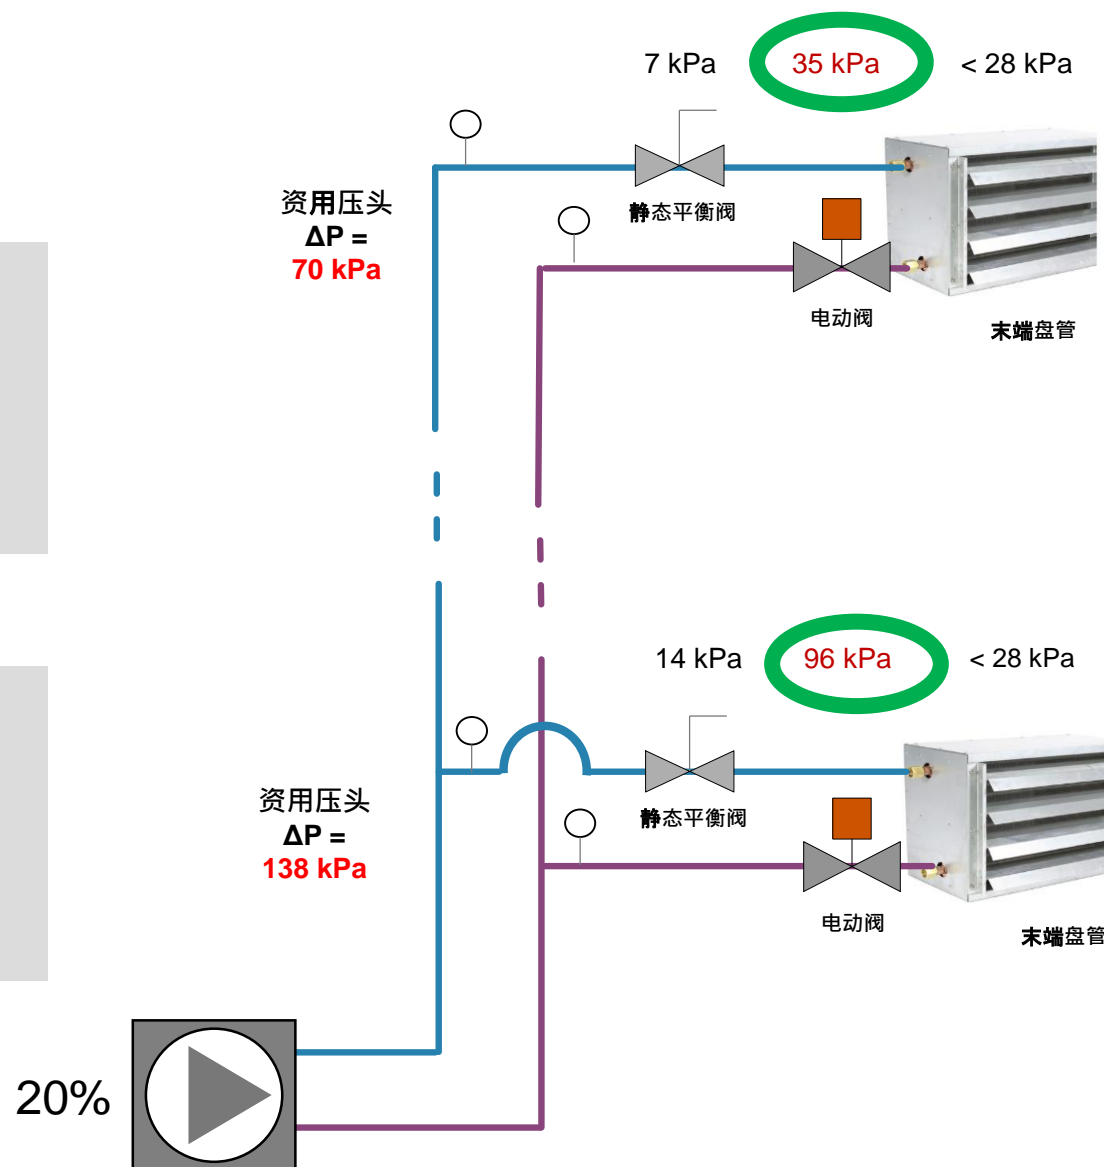 7 kPa
35 kPa
< 28 kPa
资用压头
ΔP =
70 kPa
静态平衡阀
电动阀
末端盘管
14 kPa
96 kPa
< 28 kPa
资用压头
ΔP =
138 kPa
静态平衡阀
电动阀
末端盘管
20%